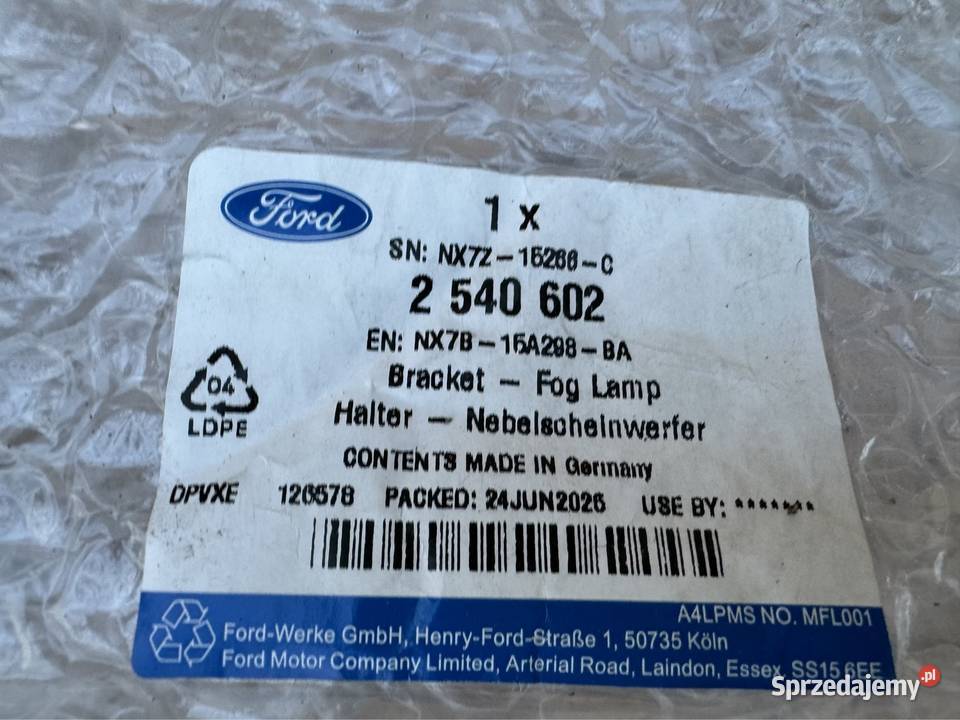 Ford
1 x
SN: NX7Z-15266-C
2 540 602
EN: NX7B-15A298-BA
Bracket - Fog Lamp
04
LDPE
Halter - Nebelscheinwerfer
CONTENTS MADE IN Germany
DPVXE 126578 PACKED: 24JUN2026 USE BY: *******
A4LPMS NO. MFL001
Ford-Werke GmbH, Henry-Ford-Straße 1, 50735 Köln
Ford Motor Company Limited, Arterial Road, Laindon, Essex, SS15 6EE
Sprzedajemy.pl